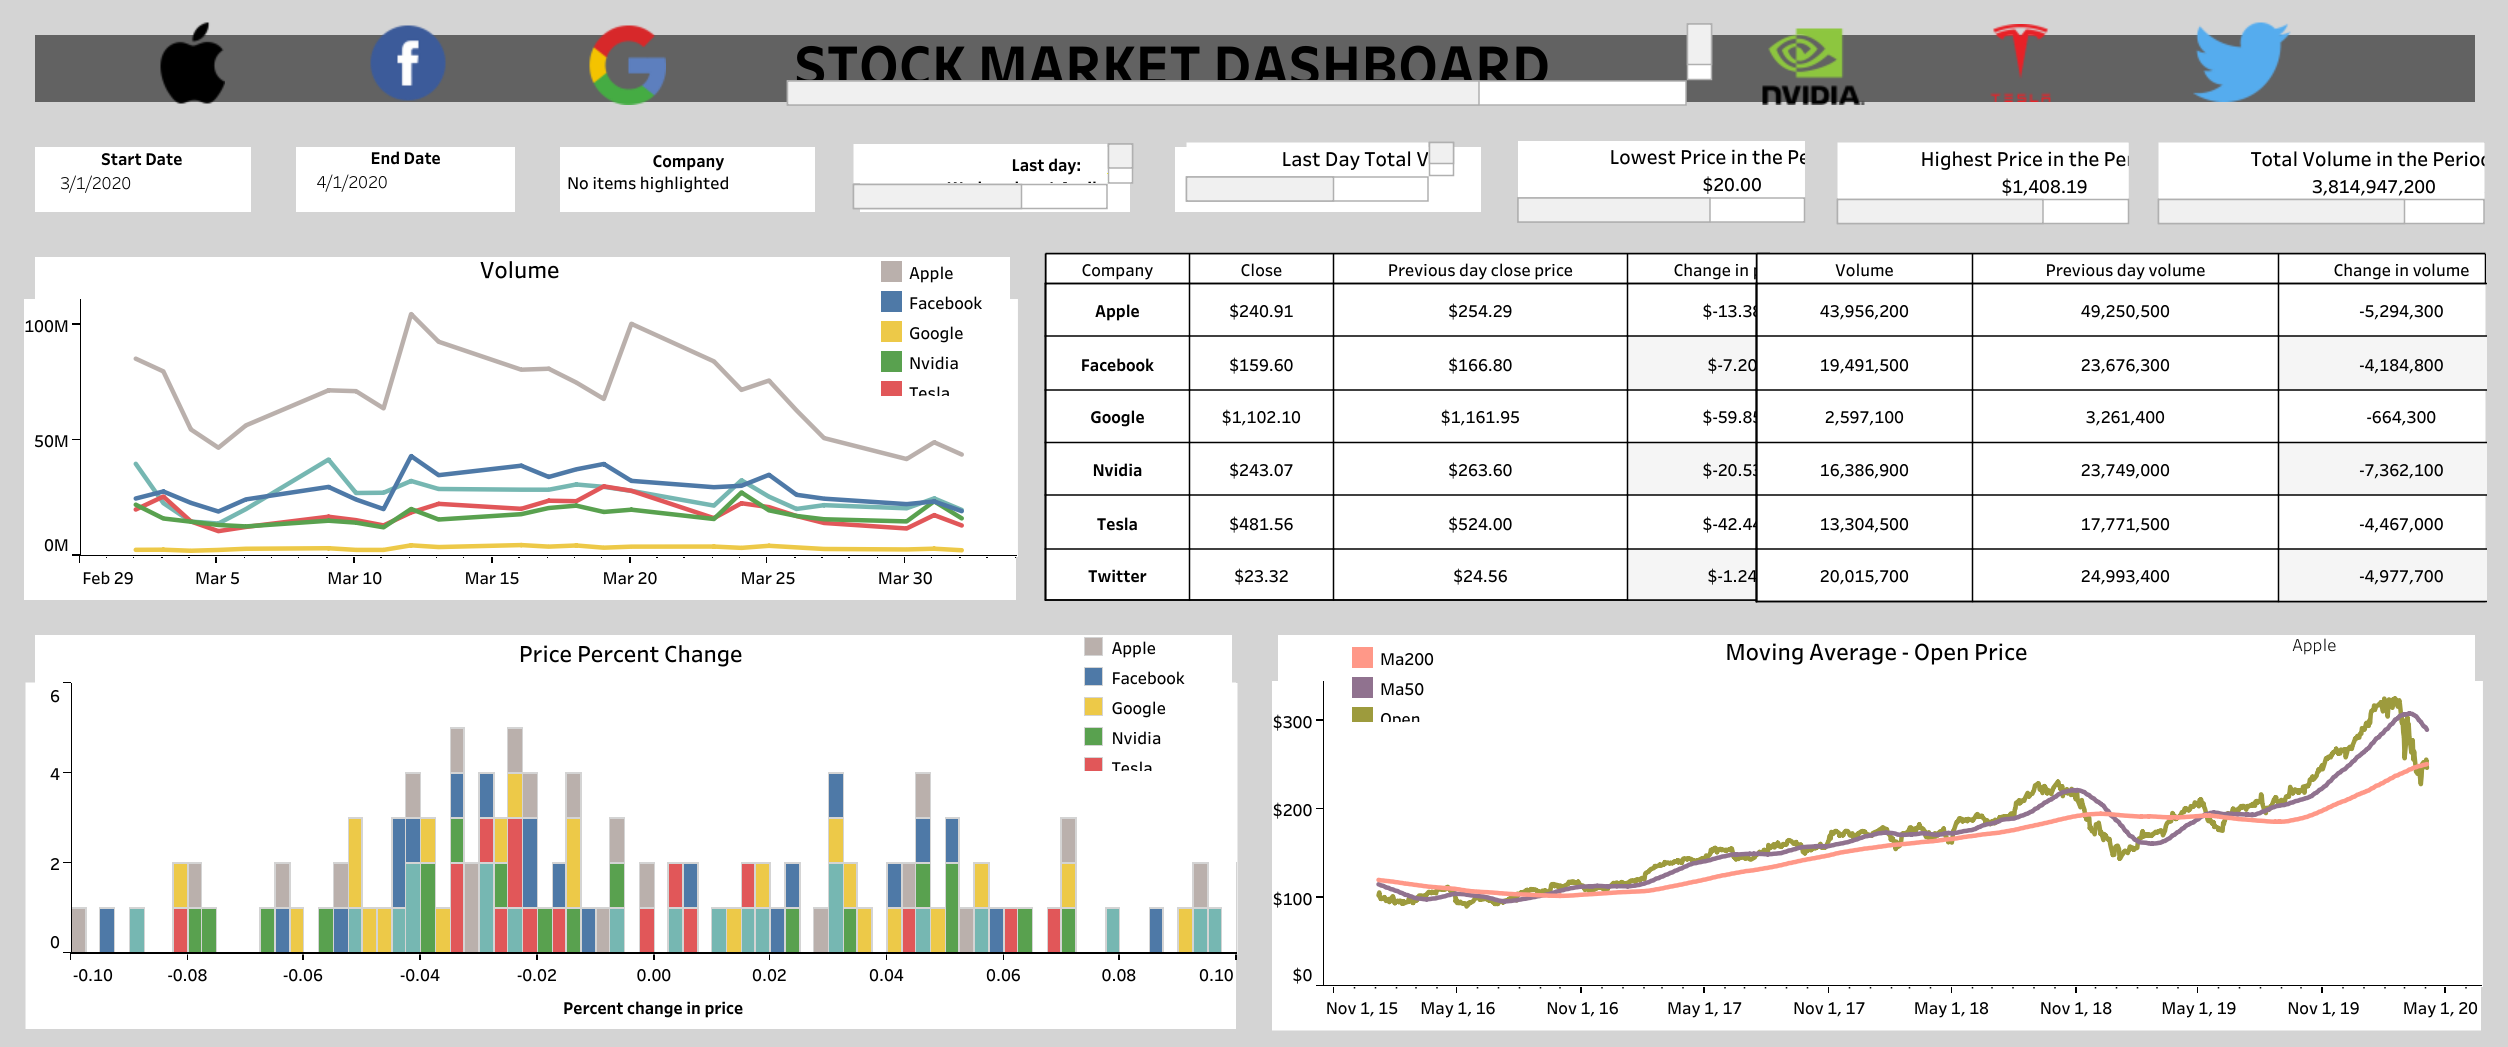 STOCK MARKET DASHBOARD
NVIDIA
TESLA
Start Date
3/1/2020
End Date
4/1/2020
Company
No items highlighted
Last day:
Last Day Total V
Lowest Price in the Pe
$20.00
Highest Price in the Pe
$1,408.19
Total Volume in the Perio
3,814,947,200
Volume
Apple
Facebook
Google
Nvidia
Tesla
100M
50M
0M
Feb 29 Mar 5 Mar 10 Mar 15 Mar 20 Mar 25 Mar 30
Company Close Previous day close price Change in Volume Previous day volume Change in volume
Apple $240.91 $254.29 $-13.38 43,956,200 49,250,500 -5,294,300
Facebook $159.60 $166.80 $-7.20 19,491,500 23,676,300 -4,184,800
Google $1,102.10 $1,161.95 $-59.85 2,597,100 3,261,400 -664,300
Nvidia $243.07 $263.60 $-20.53 16,386,900 23,749,000 -7,362,100
Tesla $481.56 $524.00 $-42.44 13,304,500 17,771,500 -4,467,000
Twitter $23.32 $24.56 $-1.24 20,015,700 24,993,400 -4,977,700
Price Percent Change
Apple
Facebook
Google
Nvidia
Tesla
6
4
2
0
-0.10 -0.08 -0.06 -0.04 -0.02 0.00 0.02 0.04 0.06 0.08 0.10
Percent change in price
Moving Average - Open Price
Apple
Ma200
Ma50
Open
$300
$200
$100
$0
Nov 1, 15 May 1, 16 Nov 1, 16 May 1, 17 Nov 1, 17 May 1, 18 Nov 1, 18 May 1, 19 Nov 1, 19 May 1, 20